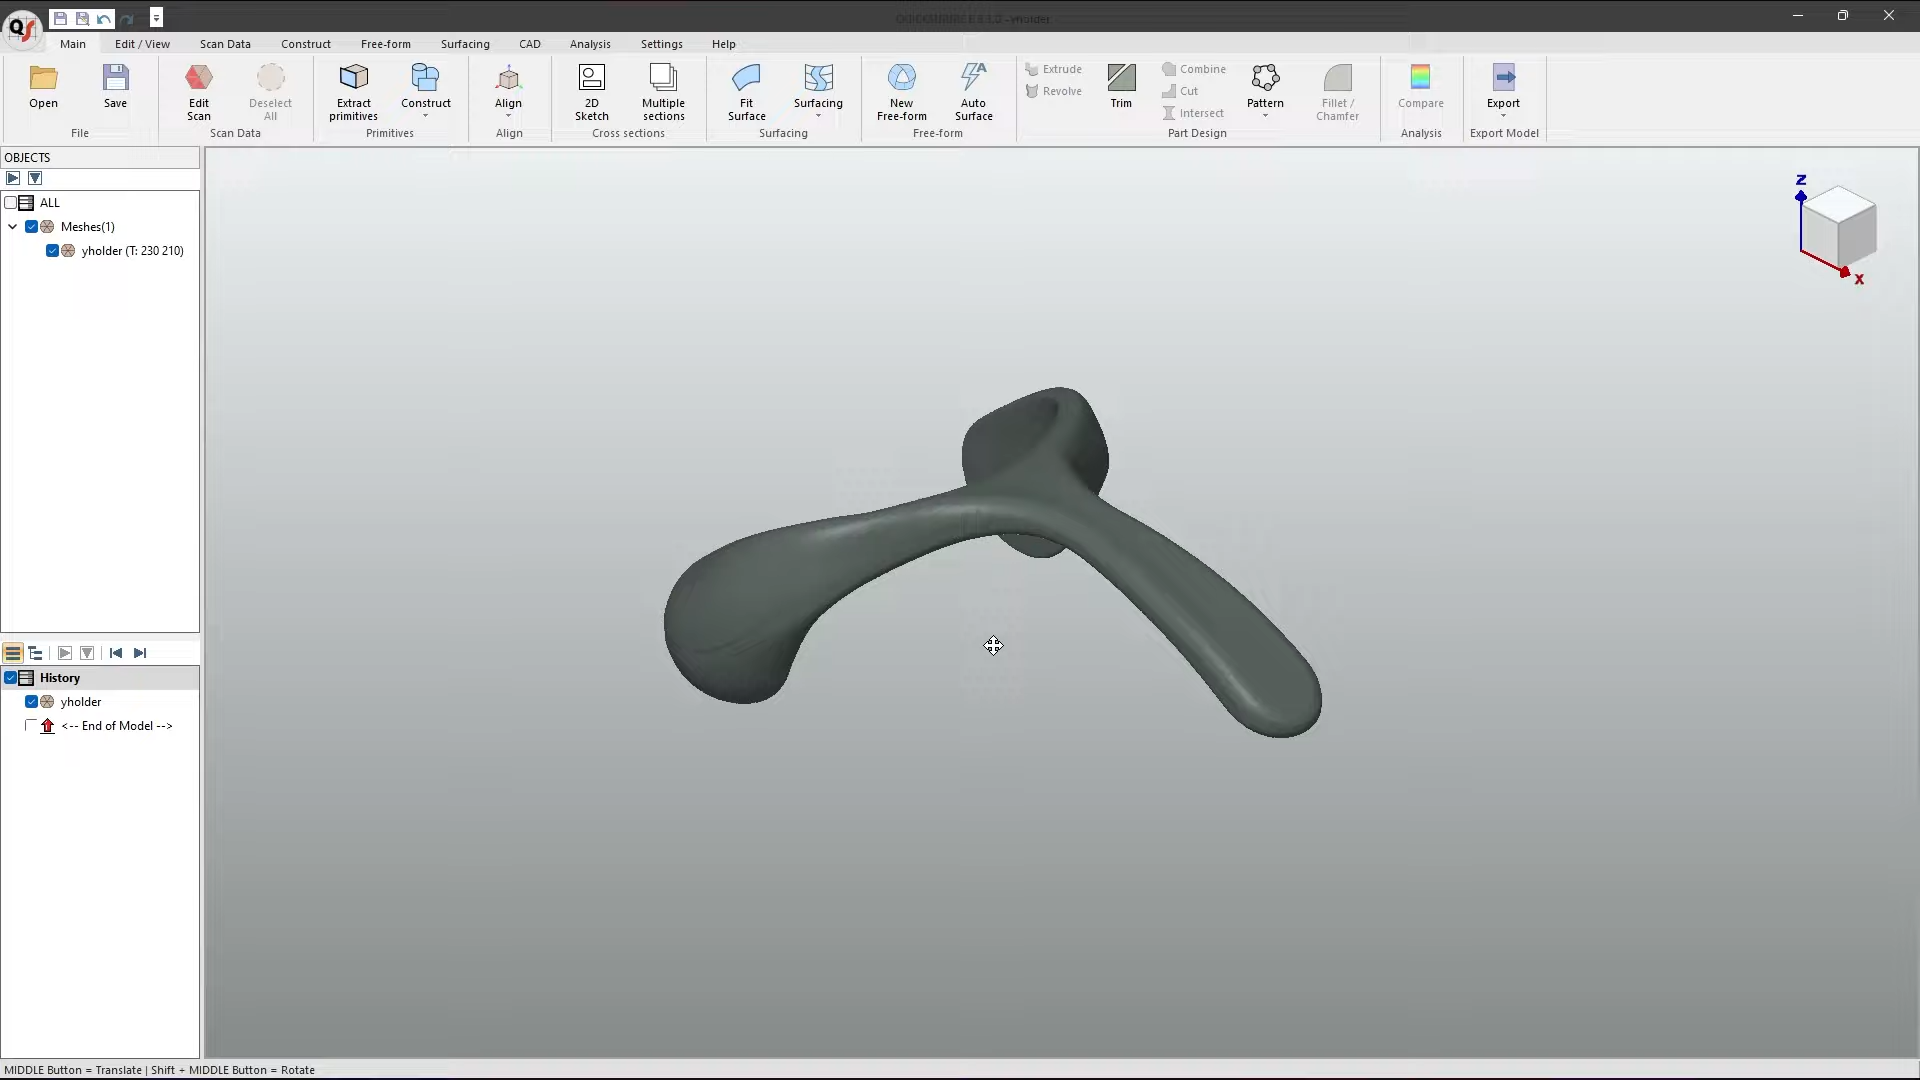 QS
- yholder
Main Edit / View Scan Data Construct Free-form Surfacing CAD Analysis Settings Help
Open
Save
File
Edit
Scan
Deselect
All
Scan Data
Extract
primitives
Construct
Primitives
Align
Align
2D
Sketch
Multiple
sections
Cross sections
Fit
Surface
Surfacing
Surfacing
New
Free-form
Auto
Surface
Free-form
Extrude
Revolve
Trim
Combine
Cut
Intersect
Pattern
Fillet /
Chamfer
Part Design
Compare
Analysis
Export
Export Model
OBJECTS
ALL
Meshes(1)
yholder (T: 230 210)
History
yholder
<-- End of Model -->
Z
X
MIDDLE Button = Translate | Shift + MIDDLE Button = Rotate